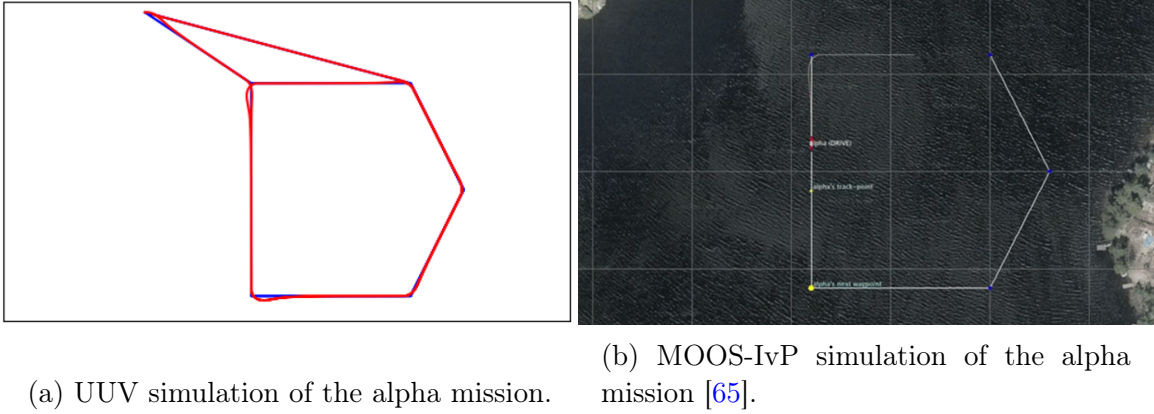 alpha (DRIVE)
alpha's track-point
alpha's next waypoint
(a) UUV simulation of the alpha mission.
(b) MOOS-IvP simulation of the alpha
mission [65].